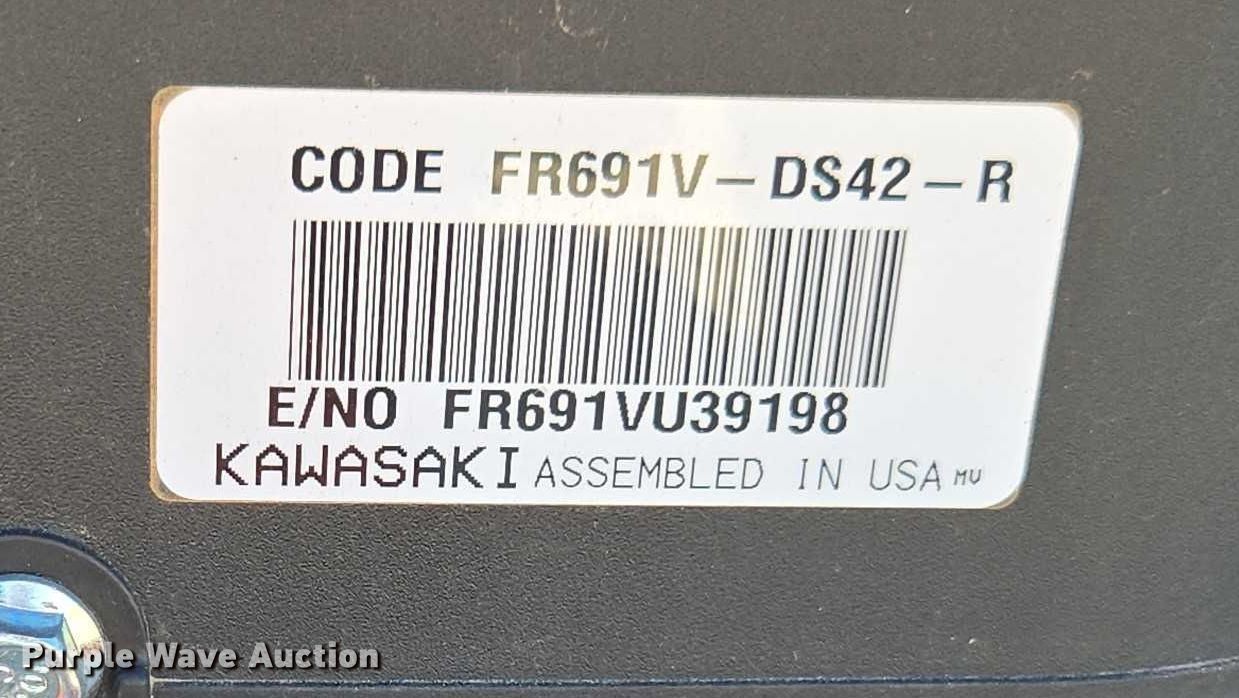 CODE FR691V-DS42-R
E/NO FR691VU39198
KAWASAKI ASSEMBLED IN USA MU
Purple Wave Auction